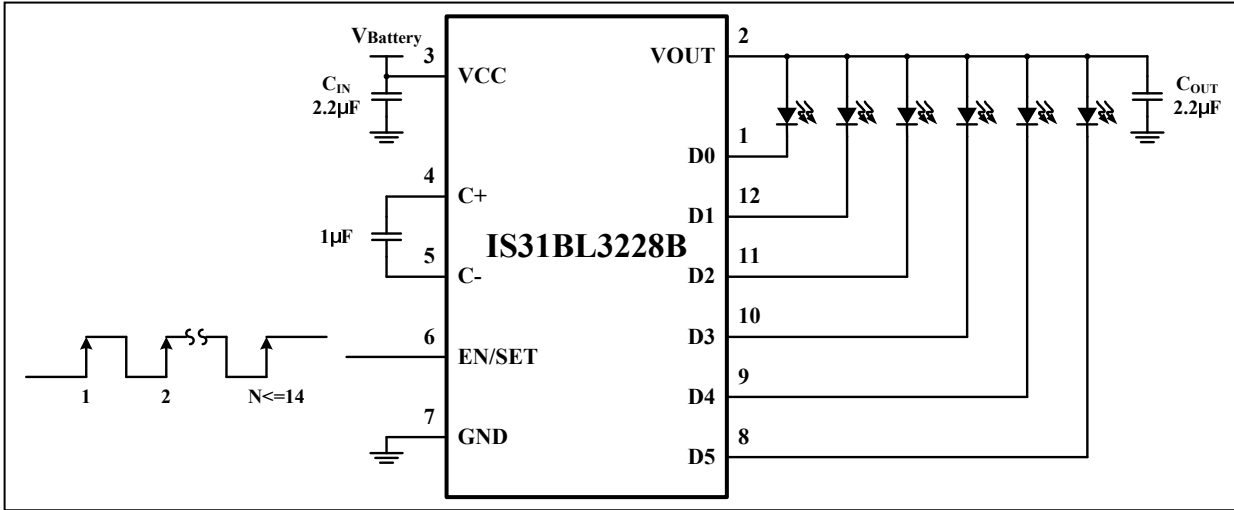 VBattery
3
VCC
CIN
2.2µF
4
C+
1µF
5
C-
6
EN/SET
1
2
N<=14
7
GND
IS31BL3228B
2
VOUT
COUT
2.2µF
1
D0
12
D1
11
D2
10
D3
9
D4
8
D5